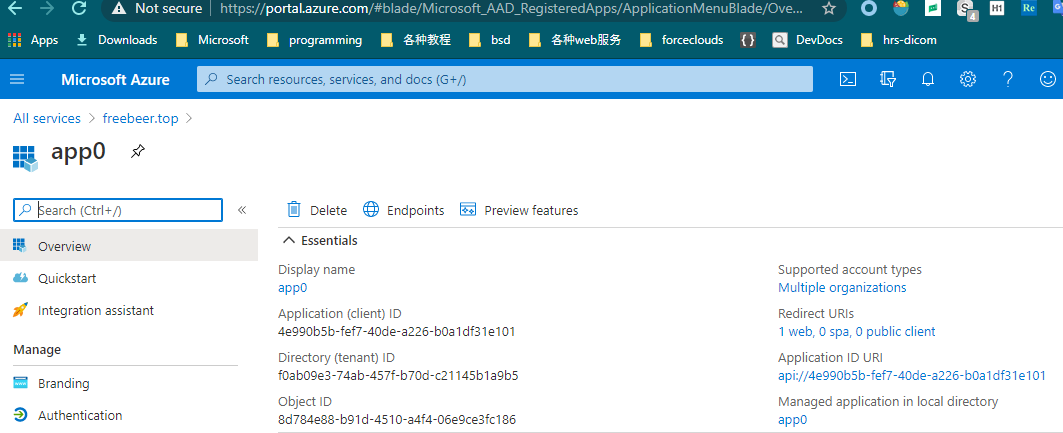 Not secure | https://portal.azure.com/#blade/Microsoft_AAD_RegisteredApps/ApplicationMenuBlade/Ove... S 4 H1 Re
Apps Downloads Microsoft programming 各种教程 bsd 各种web服务 forceclouds {} DevDocs hrs-dicom
Microsoft Azure Search resources, services, and docs (G+/)
All services > freebeer.top >
app0
Search (Ctrl+/) « Delete Endpoints Preview features
Essentials
Overview
Quickstart
Integration assistant
Manage
Branding
Authentication
Display name
app0
Application (client) ID
4e990b5b-fef7-40de-a226-b0a1df31e101
Directory (tenant) ID
f0ab09e3-74ab-457f-b70d-c21145b1a9b5
Object ID
8d784e88-b91d-4510-a4f4-06e9ce3fc186
Supported account types
Multiple organizations
Redirect URIs
1 web, 0 spa, 0 public client
Application ID URI
api://4e990b5b-fef7-40de-a226-b0a1df31e101
Managed application in local directory
app0